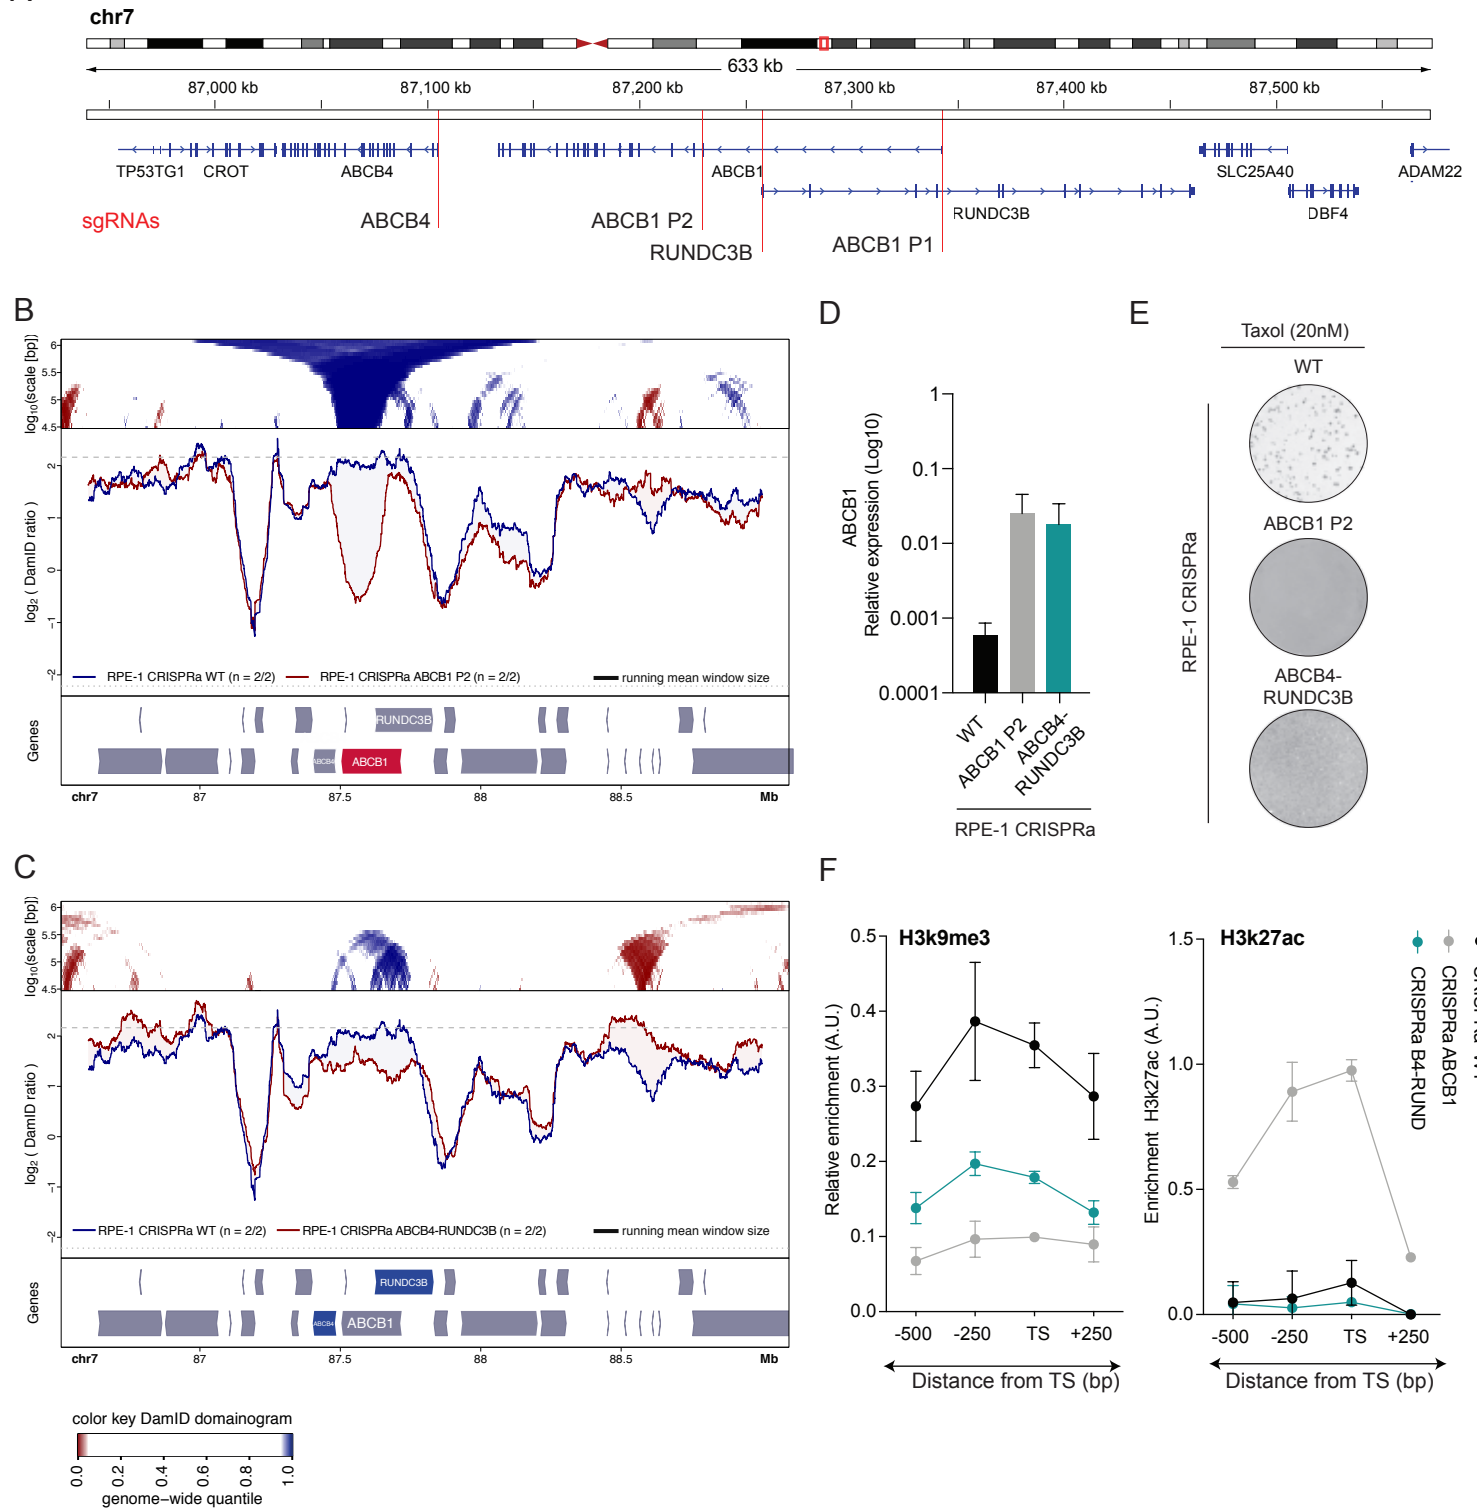 chr7
633 kb
87,000 kb
87,100 kb
87,200 kb
87,300 kb
87,400 kb
87,500 kb
TP53TG1
CROT
ABCB4
ABCB1
RUNDC3B
SLC25A40
DBF4
ADAM22
sgRNAs
ABCB4
ABCB1 P2
RUNDC3B
ABCB1 P1
B
log10(scale [bp])
6
5.5
5
4.5
log2 ( DamID ratio )
2
1
0
−1
−2
RPE-1 CRISPRa WT (n = 2/2)
RPE-1 CRISPRa ABCB1 P2 (n = 2/2)
running mean window size
Genes
RUNDC3B
ABCB4
ABCB1
chr7
87
87.5
88
88.5
Mb
C
log10(scale [bp])
6
5.5
5
4.5
log2 ( DamID ratio )
2
1
0
−1
−2
RPE-1 CRISPRa WT (n = 2/2)
RPE-1 CRISPRa ABCB4-RUNDC3B (n = 2/2)
running mean window size
Genes
RUNDC3B
ABCB4
ABCB1
chr7
87
87.5
88
88.5
Mb
color key DamID domainogram
0.0
0.2
0.4
0.6
0.8
1.0
genome−wide quantile
D
ABCB1
Relative expression (Log10)
1
0.1
0.01
0.001
0.0001
WT
ABCB1 P2
ABCB4-
RUNDC3B
RPE-1 CRISPRa
E
Taxol (20nM)
RPE-1 CRISPRa
WT
ABCB1 P2
ABCB4-
RUNDC3B
F
H3k9me3
Relative enrichment (A.U.)
0.5
0.4
0.3
0.2
0.1
0.0
-500
-250
TS
+250
Distance from TS (bp)
H3k27ac
Enrichment H3k27ac (A.U.)
1.5
1.0
0.5
0.0
-500
-250
TS
+250
Distance from TS (bp)
CRISPRa B4-RUND
CRISPRa ABCB1